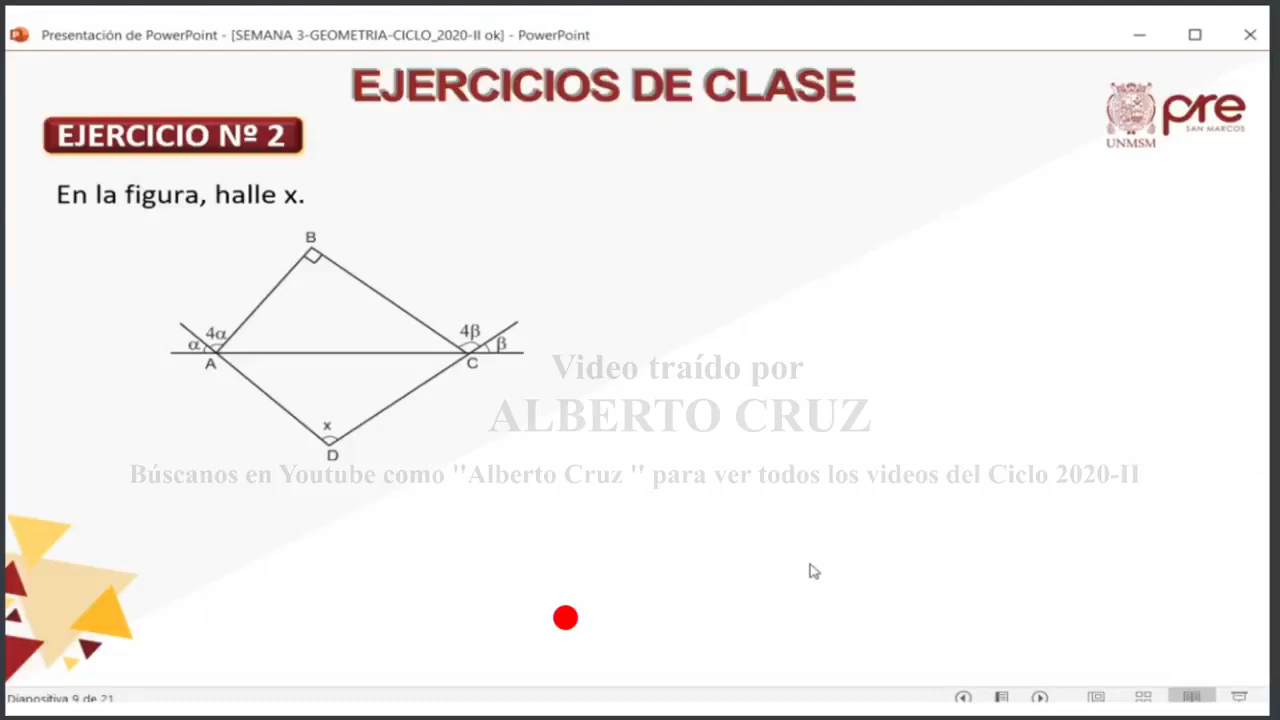 Presentación de PowerPoint - [SEMANA 3-GEOMETRIA-CICLO_2020-II ok] - PowerPoint
EJERCICIOS DE CLASE
EJERCICIO Nº 2
pre
SAN MARCOS
UNMSM
En la figura, halle x.
B
4α
α
A
4β
β
C
x
D
Video traído por
ALBERTO CRUZ
Búscanos en Youtube como "Alberto Cruz " para ver todos los videos del Ciclo 2020-II
Diapositiva 9 de 21